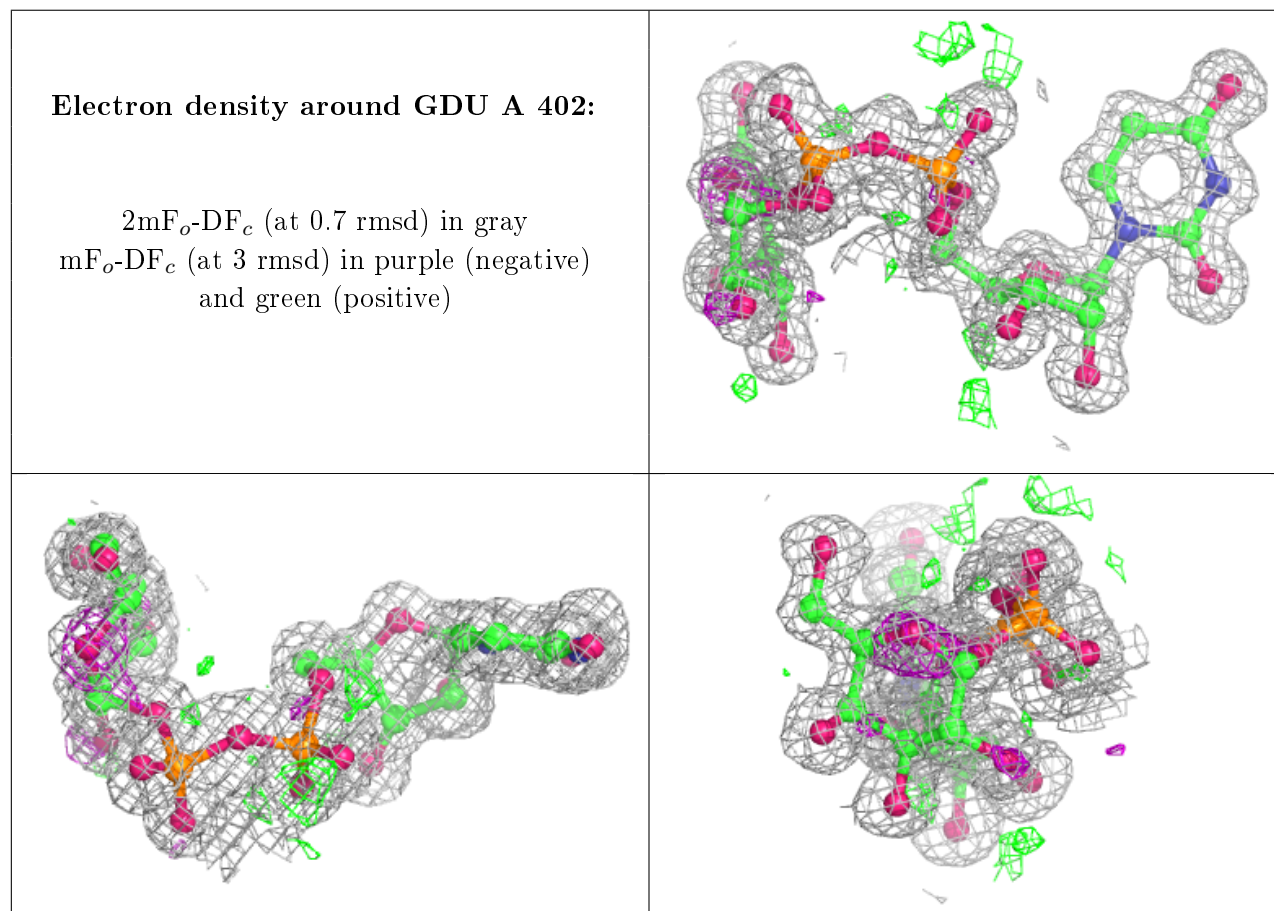 Electron density around GDU A 402:
2mFₒ-DF𝒸 (at 0.7 rmsd) in gray
mFₒ-DF𝒸 (at 3 rmsd) in purple (negative)
and green (positive)